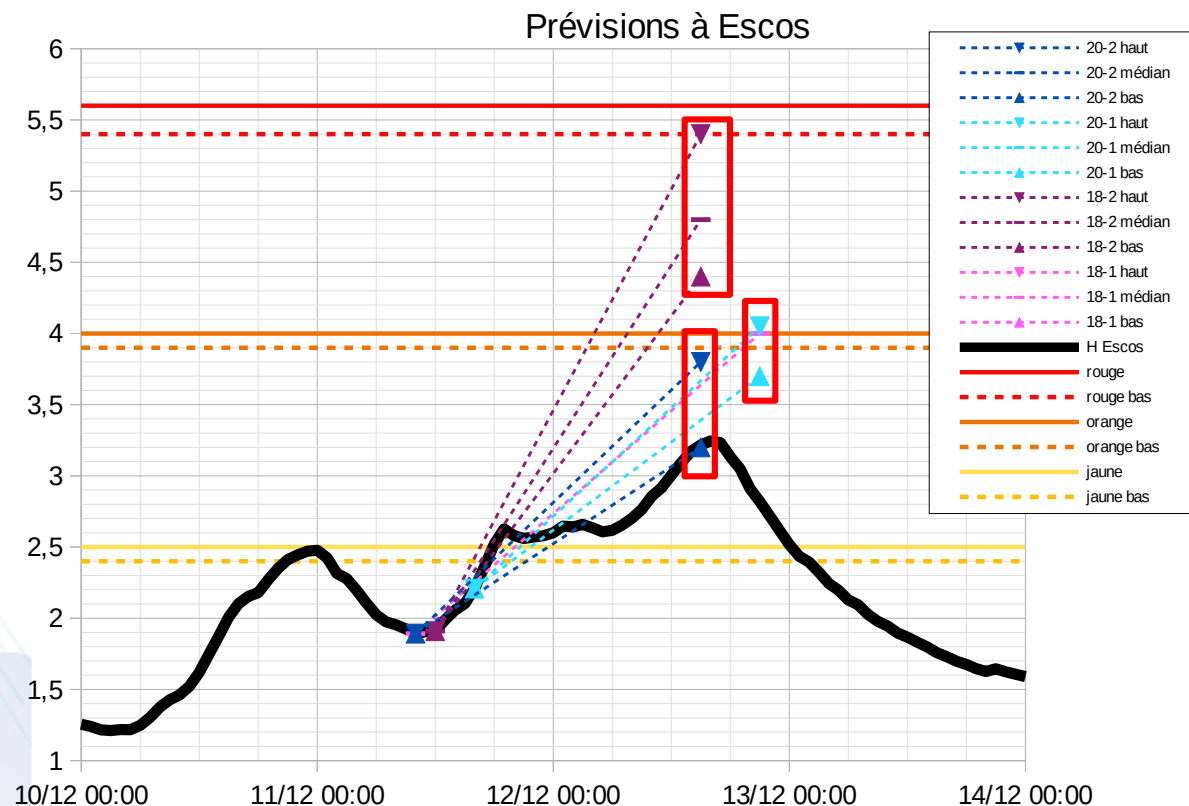 Prévisions à Escos
6
5,5
5
4,5
4
3,5
3
2,5
2
1,5
1
10/12 00:00
11/12 00:00
12/12 00:00
13/12 00:00
14/12 00:00
20-2 haut
20-2 médian
20-2 bas
20-1 haut
20-1 médian
20-1 bas
18-2 haut
18-2 médian
18-2 bas
18-1 haut
18-1 médian
18-1 bas
H Escos
rouge
rouge bas
orange
orange bas
jaune
jaune bas